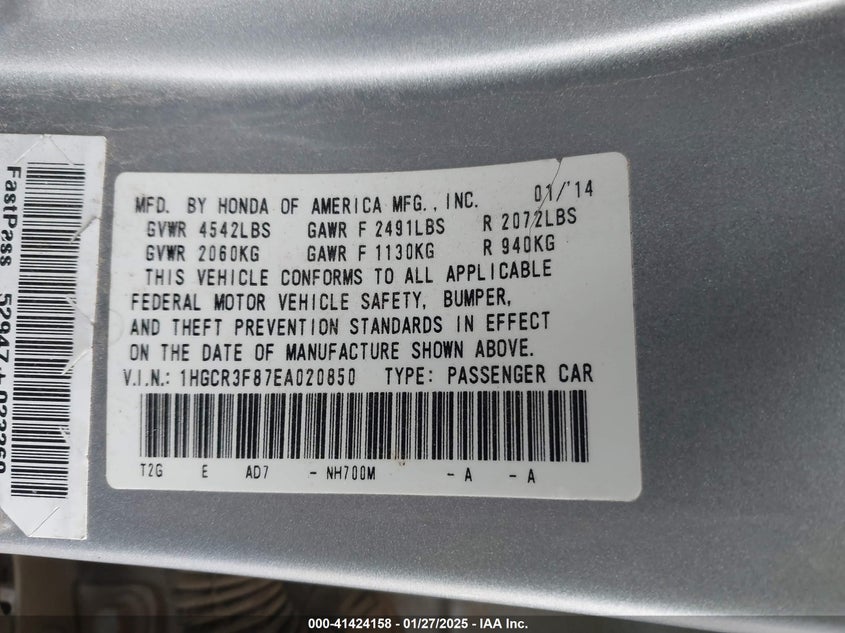 MFD. BY HONDA OF AMERICA MFG., INC. 01/'14
GVWR 4542LBS GAWR F 2491LBS R 2072LBS
GVWR 2060KG GAWR F 1130KG R 940KG
THIS VEHICLE CONFORMS TO ALL APPLICABLE
FEDERAL MOTOR VEHICLE SAFETY, BUMPER,
AND THEFT PREVENTION STANDARDS IN EFFECT
ON THE DATE OF MANUFACTURE SHOWN ABOVE.
V.I.N.: 1HGCR3F87EA020850 TYPE: PASSENGER CAR
T2G E AD7 - NH700M - A - A
FastPass
000-41424158 - 01/27/2025 - IAA Inc.